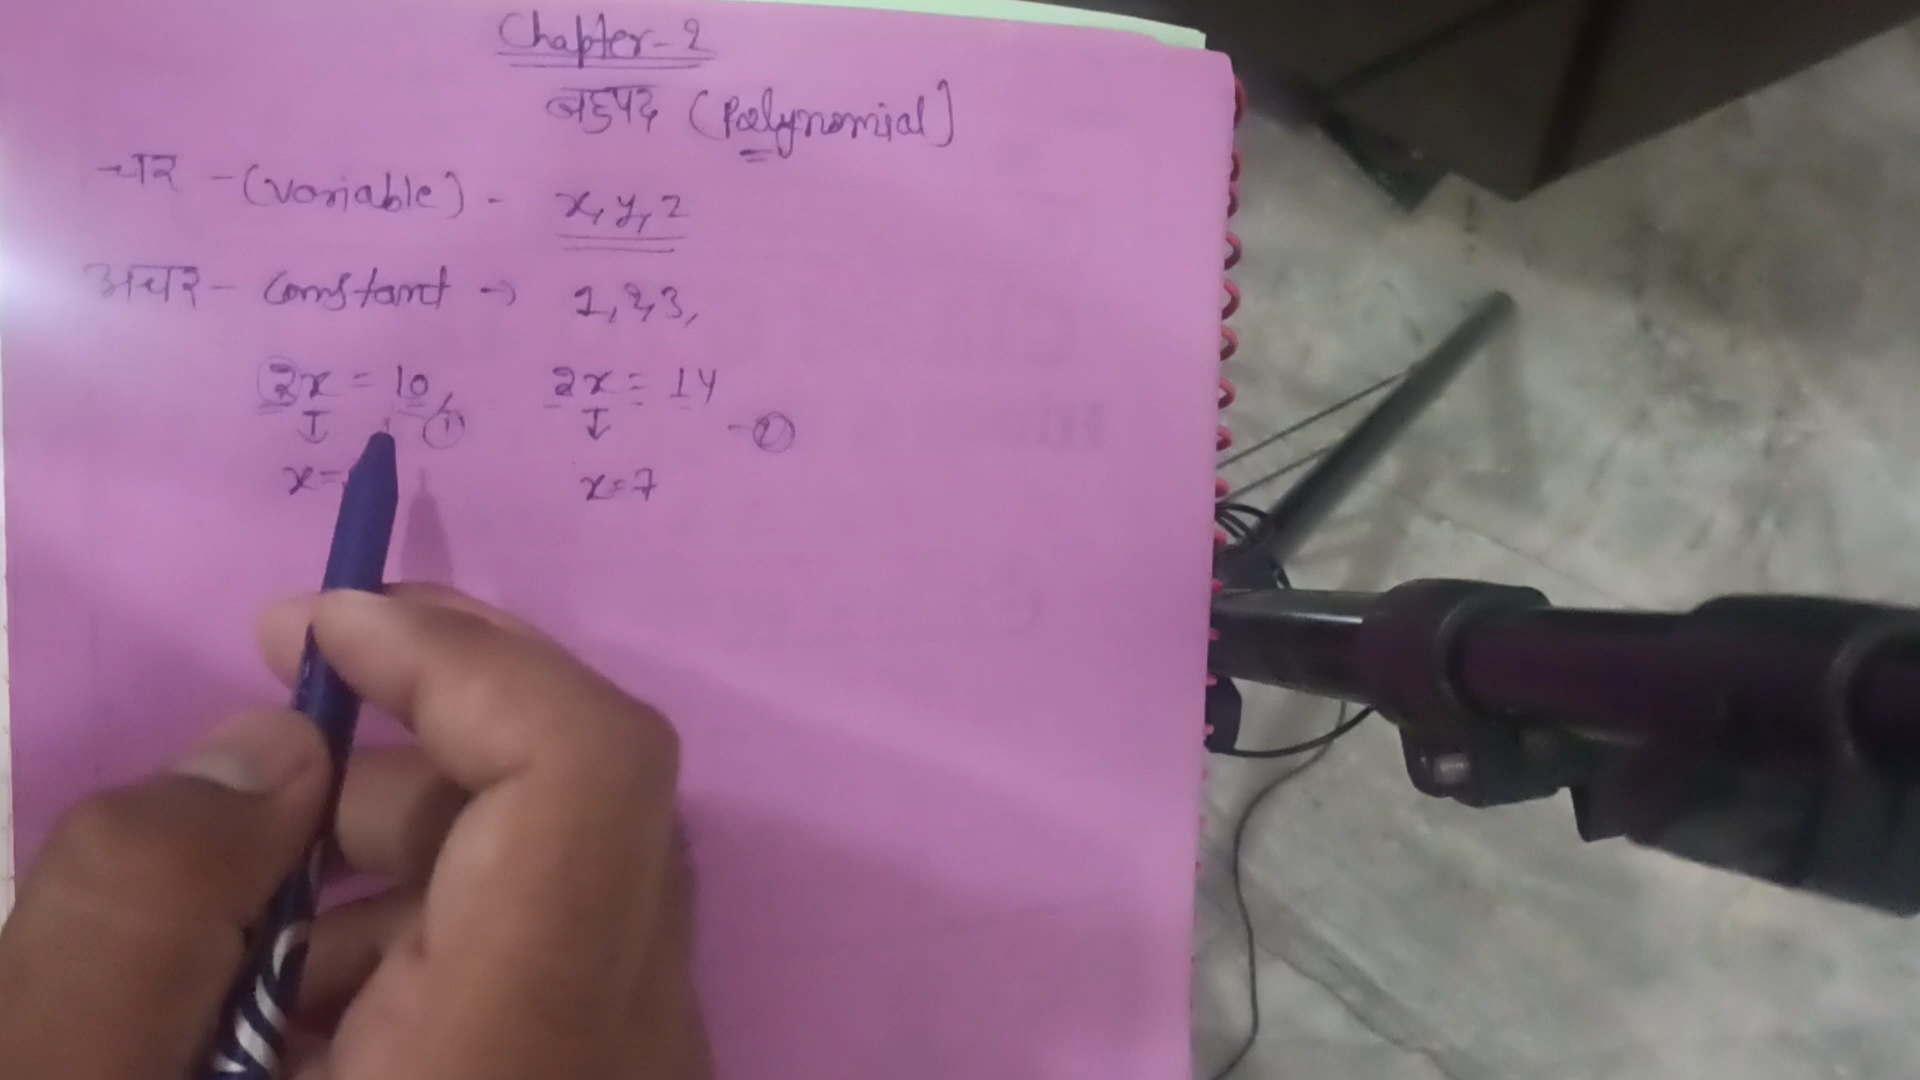 Chapter-2
बहुपद (Polynomial)
चर - (variable) - x, y, z
अचर - Constant → 1, 2, 3,
2x = 10 2x = 14
① - ②
x= x=7